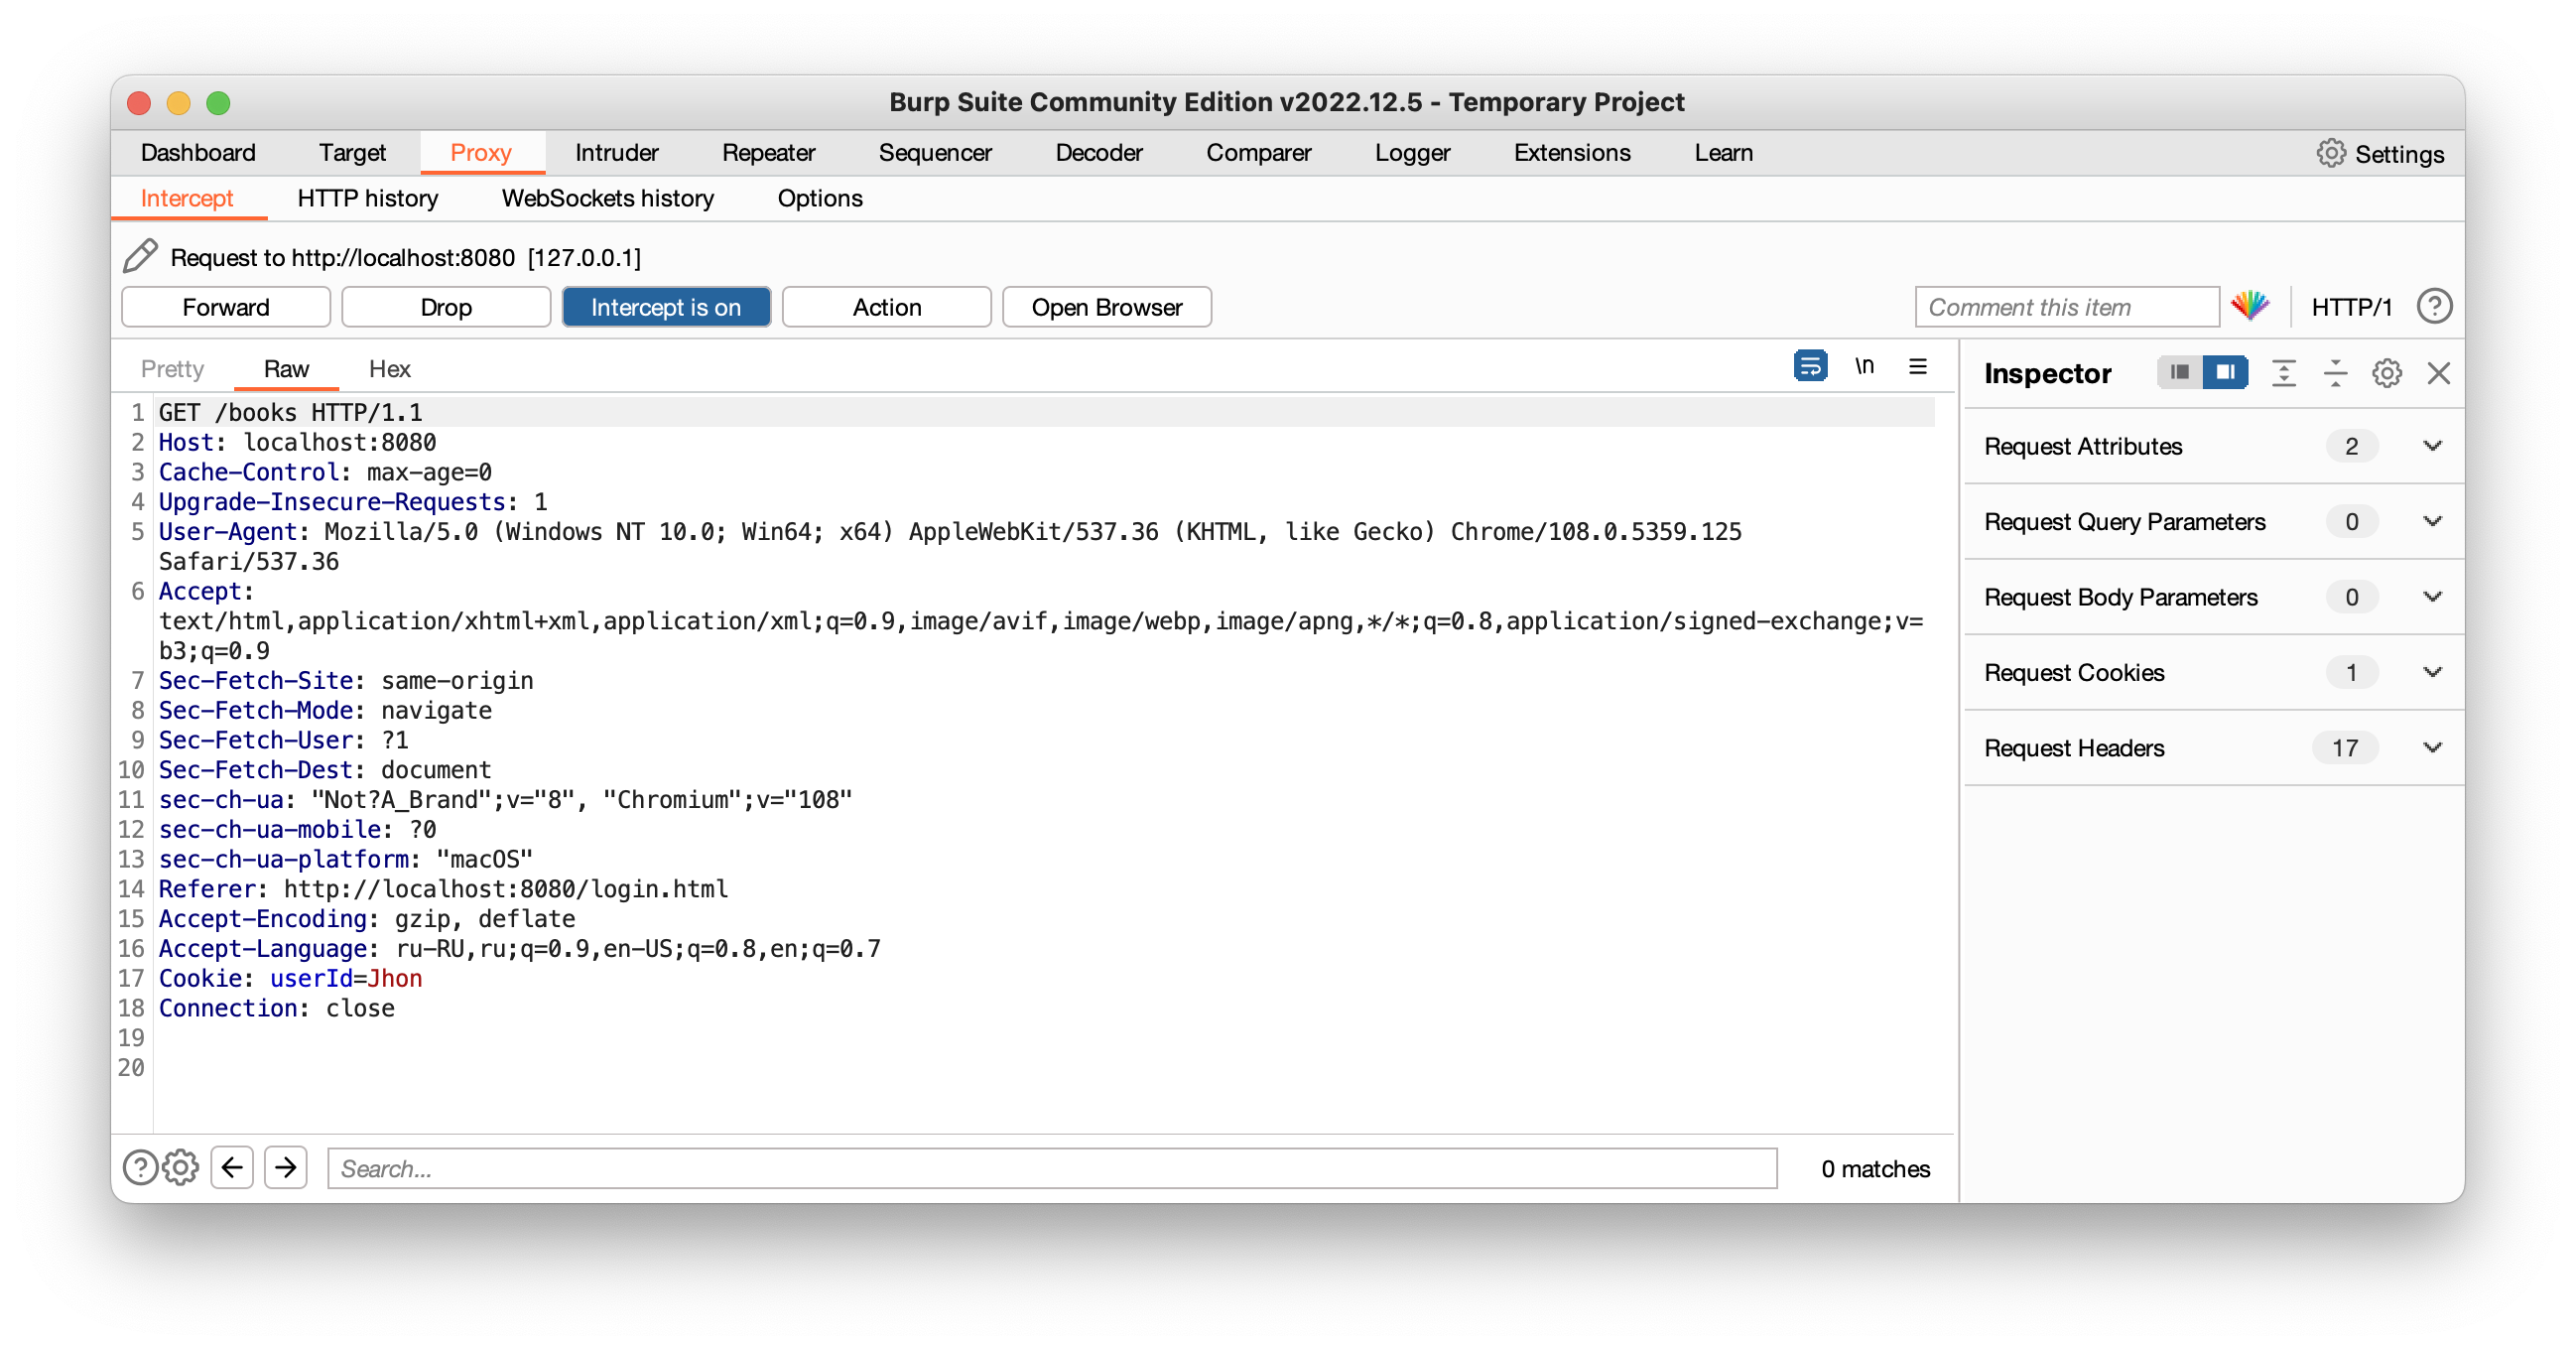 Burp Suite Community Edition v2022.12.5 - Temporary Project
Dashboard Target Proxy Intruder Repeater Sequencer Decoder Comparer Logger Extensions Learn Settings
Intercept HTTP history WebSockets history Options
Request to http://localhost:8080 [127.0.0.1]
Forward Drop Intercept is on Action Open Browser Comment this item HTTP/1 ?
Pretty Raw Hex \n Inspector
1 GET /books HTTP/1.1
2 Host: localhost:8080
3 Cache-Control: max-age=0
4 Upgrade-Insecure-Requests: 1
5 User-Agent: Mozilla/5.0 (Windows NT 10.0; Win64; x64) AppleWebKit/537.36 (KHTML, like Gecko) Chrome/108.0.5359.125
Safari/537.36
6 Accept:
text/html,application/xhtml+xml,application/xml;q=0.9,image/avif,image/webp,image/apng,*/*;q=0.8,application/signed-exchange;v=
b3;q=0.9
7 Sec-Fetch-Site: same-origin
8 Sec-Fetch-Mode: navigate
9 Sec-Fetch-User: ?1
10 Sec-Fetch-Dest: document
11 sec-ch-ua: "Not?A_Brand";v="8", "Chromium";v="108"
12 sec-ch-ua-mobile: ?0
13 sec-ch-ua-platform: "macOS"
14 Referer: http://localhost:8080/login.html
15 Accept-Encoding: gzip, deflate
16 Accept-Language: ru-RU,ru;q=0.9,en-US;q=0.8,en;q=0.7
17 Cookie: userId=Jhon
18 Connection: close
19
20
Request Attributes 2
Request Query Parameters 0
Request Body Parameters 0
Request Cookies 1
Request Headers 17
? Search... 0 matches